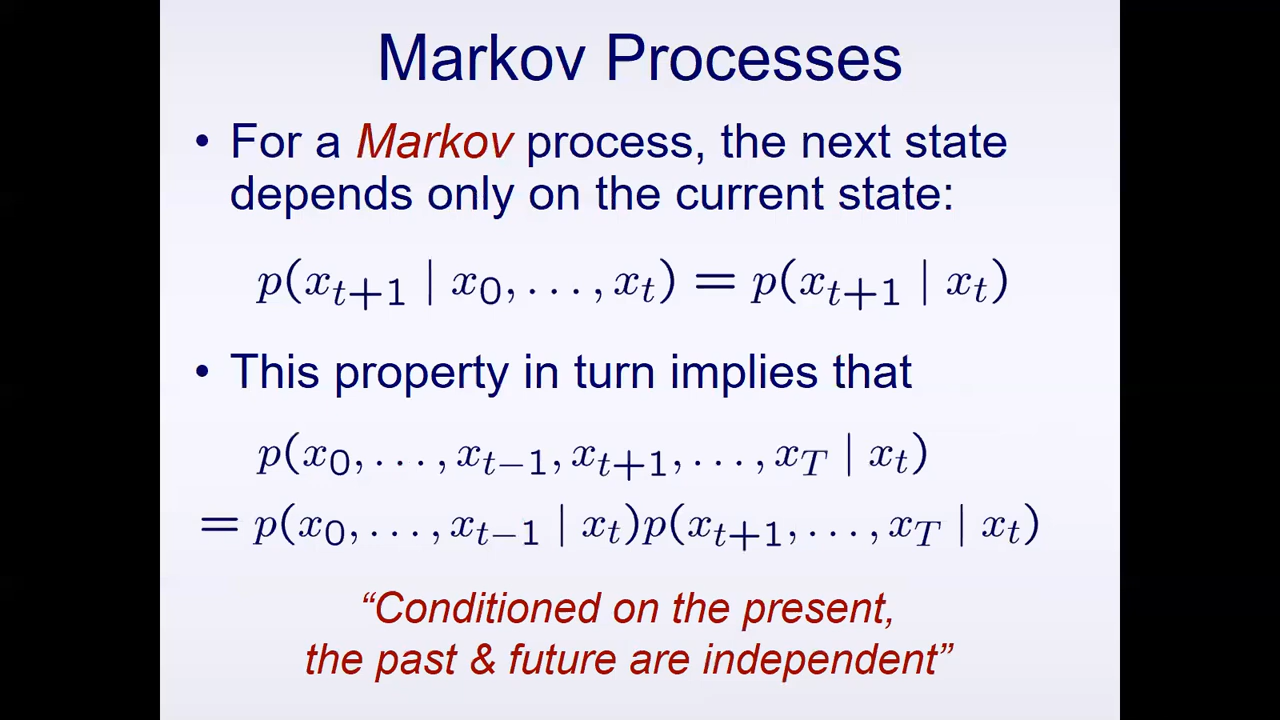 Markov Processes
• For a Markov process, the next state
depends only on the current state:
p(x_{t+1} | x_0, . . . , x_t) = p(x_{t+1} | x_t)
• This property in turn implies that
p(x_0, . . . , x_{t−1}, x_{t+1}, . . . , x_T | x_t)
= p(x_0, . . . , x_{t−1} | x_t)p(x_{t+1}, . . . , x_T | x_t)
“Conditioned on the present,
the past & future are independent”